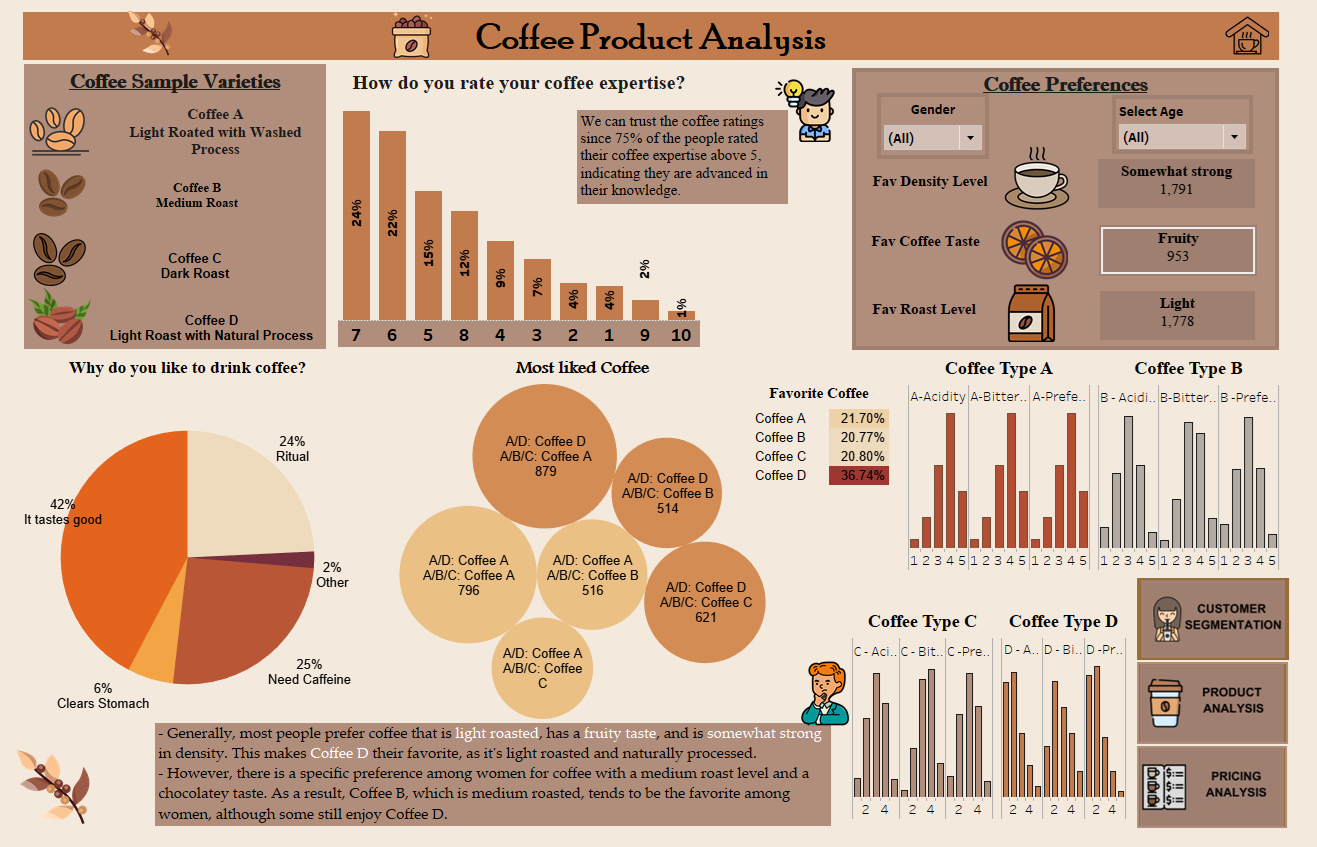 Coffee Product Analysis
Coffee Sample Varieties
Coffee A
Light Roated with Washed
Process
Coffee B
Medium Roast
Coffee C
Dark Roast
Coffee D
Light Roast with Natural Process
How do you rate your coffee expertise?
24%
22%
15%
12%
9%
7%
4%
4%
2%
1%
7 6 5 8 4 3 2 1 9 10
We can trust the coffee ratings
since 75% of the people rated
their coffee expertise above 5,
indicating they are advanced in
their knowledge.
Coffee Preferences
Gender
(All)
Select Age
(All)
Fav Density Level
Somewhat strong
1,791
Fav Coffee Taste
Fruity
953
Fav Roast Level
Light
1,778
Why do you like to drink coffee?
24%
Ritual
2%
Other
25%
Need Caffeine
6%
Clears Stomach
42%
It tastes good
Most liked Coffee
A/D: Coffee D
A/B/C: Coffee A
879
A/D: Coffee D
A/B/C: Coffee B
514
A/D: Coffee A
A/B/C: Coffee A
796
A/D: Coffee A
A/B/C: Coffee B
516
A/D: Coffee D
A/B/C: Coffee C
621
A/D: Coffee A
A/B/C: Coffee
C
Favorite Coffee
Coffee A 21.70%
Coffee B 20.77%
Coffee C 20.80%
Coffee D 36.74%
Coffee Type A
A-Acidity A-Bitter.. A-Prefe..
1 2 3 4 5 1 2 3 4 5 1 2 3 4 5
Coffee Type B
B - Acidi.. B-Bitter.. B -Prefe..
1 2 3 4 5 1 2 3 4 5 1 2 3 4 5
Coffee Type C
C - Aci.. C - Bit.. C -Pre..
2 4 2 4 2 4
Coffee Type D
D - A.. D - Bi.. D -Pr..
2 4 2 4 2 4
CUSTOMER
SEGMENTATION
PRODUCT
ANALYSIS
PRICING
ANALYSIS
- Generally, most people prefer coffee that is light roasted, has a fruity taste, and is somewhat strong
in density. This makes Coffee D their favorite, as it's light roasted and naturally processed.
- However, there is a specific preference among women for coffee with a medium roast level and a
chocolatey taste. As a result, Coffee B, which is medium roasted, tends to be the favorite among
women, although some still enjoy Coffee D.